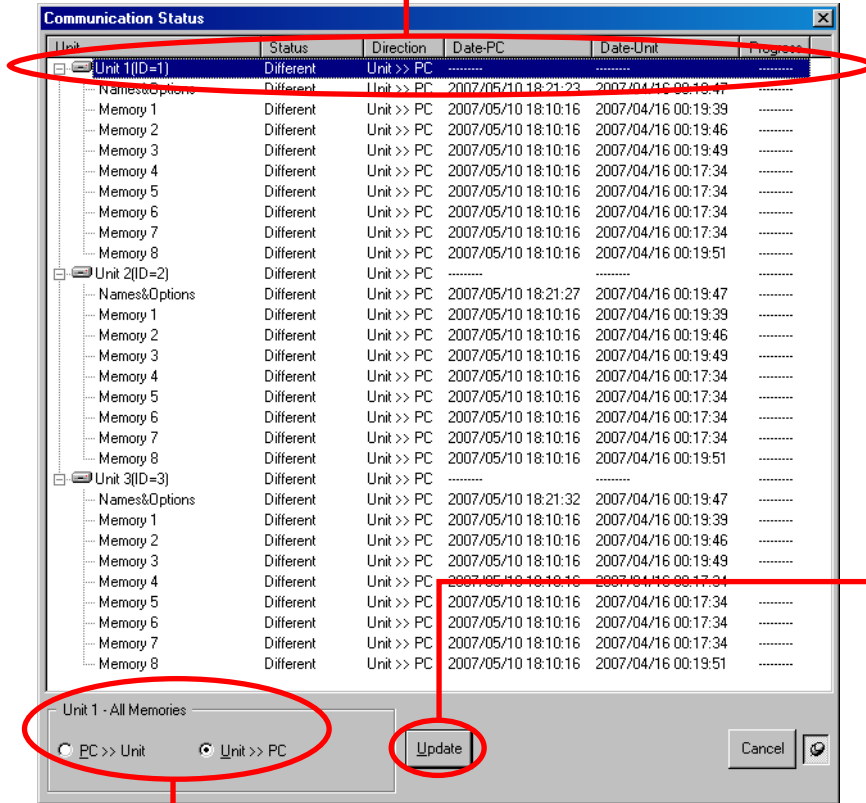 Communication Status
Unit Status Direction Date-PC Date-Unit Progress
Unit 1(ID=1) Different Unit >> PC --------- --------- ---------
Names&Options Different Unit >> PC 2007/05/10 18:21:23 2007/04/16 00:19:47 ---------
Memory 1 Different Unit >> PC 2007/05/10 18:10:16 2007/04/16 00:19:39 ---------
Memory 2 Different Unit >> PC 2007/05/10 18:10:16 2007/04/16 00:19:46 ---------
Memory 3 Different Unit >> PC 2007/05/10 18:10:16 2007/04/16 00:19:49 ---------
Memory 4 Different Unit >> PC 2007/05/10 18:10:16 2007/04/16 00:17:34 ---------
Memory 5 Different Unit >> PC 2007/05/10 18:10:16 2007/04/16 00:17:34 ---------
Memory 6 Different Unit >> PC 2007/05/10 18:10:16 2007/04/16 00:17:34 ---------
Memory 7 Different Unit >> PC 2007/05/10 18:10:16 2007/04/16 00:17:34 ---------
Memory 8 Different Unit >> PC 2007/05/10 18:10:16 2007/04/16 00:19:51 ---------
Unit 2(ID=2) Different Unit >> PC --------- --------- ---------
Names&Options Different Unit >> PC 2007/05/10 18:21:27 2007/04/16 00:19:47 ---------
Memory 1 Different Unit >> PC 2007/05/10 18:10:16 2007/04/16 00:19:39 ---------
Memory 2 Different Unit >> PC 2007/05/10 18:10:16 2007/04/16 00:19:46 ---------
Memory 3 Different Unit >> PC 2007/05/10 18:10:16 2007/04/16 00:19:49 ---------
Memory 4 Different Unit >> PC 2007/05/10 18:10:16 2007/04/16 00:17:34 ---------
Memory 5 Different Unit >> PC 2007/05/10 18:10:16 2007/04/16 00:17:34 ---------
Memory 6 Different Unit >> PC 2007/05/10 18:10:16 2007/04/16 00:17:34 ---------
Memory 7 Different Unit >> PC 2007/05/10 18:10:16 2007/04/16 00:17:34 ---------
Memory 8 Different Unit >> PC 2007/05/10 18:10:16 2007/04/16 00:19:51 ---------
Unit 3(ID=3) Different Unit >> PC --------- --------- ---------
Names&Options Different Unit >> PC 2007/05/10 18:21:32 2007/04/16 00:19:47 ---------
Memory 1 Different Unit >> PC 2007/05/10 18:10:16 2007/04/16 00:19:39 ---------
Memory 2 Different Unit >> PC 2007/05/10 18:10:16 2007/04/16 00:19:46 ---------
Memory 3 Different Unit >> PC 2007/05/10 18:10:16 2007/04/16 00:19:49 ---------
Memory 4 Different Unit >> PC 2007/05/10 18:10:16 2007/04/16 00:17:34
Memory 5 Different Unit >> PC 2007/05/10 18:10:16 2007/04/16 00:17:34 ---------
Memory 6 Different Unit >> PC 2007/05/10 18:10:16 2007/04/16 00:17:34 ---------
Memory 7 Different Unit >> PC 2007/05/10 18:10:16 2007/04/16 00:17:34 ---------
Memory 8 Different Unit >> PC 2007/05/10 18:10:16 2007/04/16 00:19:51 ---------
Unit 1 - All Memories
PC >> Unit Unit >> PC Update Cancel